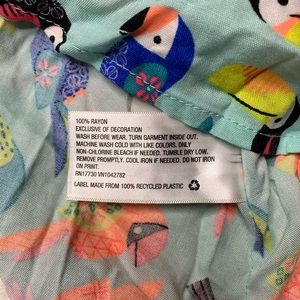 100% RAYON
EXCLUSIVE OF DECORATION
WASH BEFORE WEAR. TURN GARMENT INSIDE OUT.
MACHINE WASH COLD WITH LIKE COLORS. ONLY
NON-CHLORINE BLEACH IF NEEDED. TUMBLE DRY LOW.
REMOVE PROMPTLY. COOL IRON IF NEEDED. DO NOT IRON
ON PRINT.
RN17730 VN1042782
LABEL MADE FROM 100% RECYCLED PLASTIC